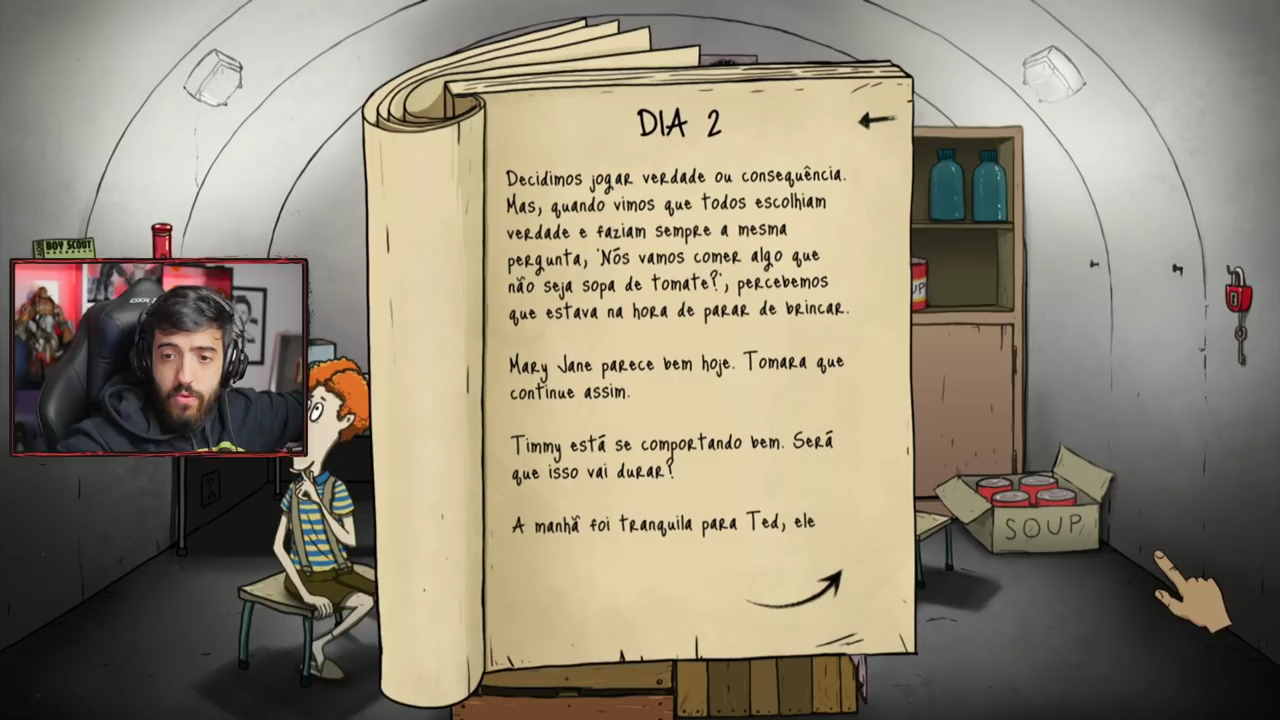 DIA 2
Decidimos jogar verdade ou consequência.
Mas, quando vimos que todos escolhiam
verdade e faziam sempre a mesma
pergunta, 'Nós vamos comer algo que
não seja sopa de tomate?', percebemos
que estava na hora de parar de brincar.
Mary Jane parece bem hoje. Tomara que
continue assim.
Timmy está se comportando bem. Será
que isso vai durar?
A manhã foi tranquila para Ted, ele
BOY SCOUT
UP
SOUP